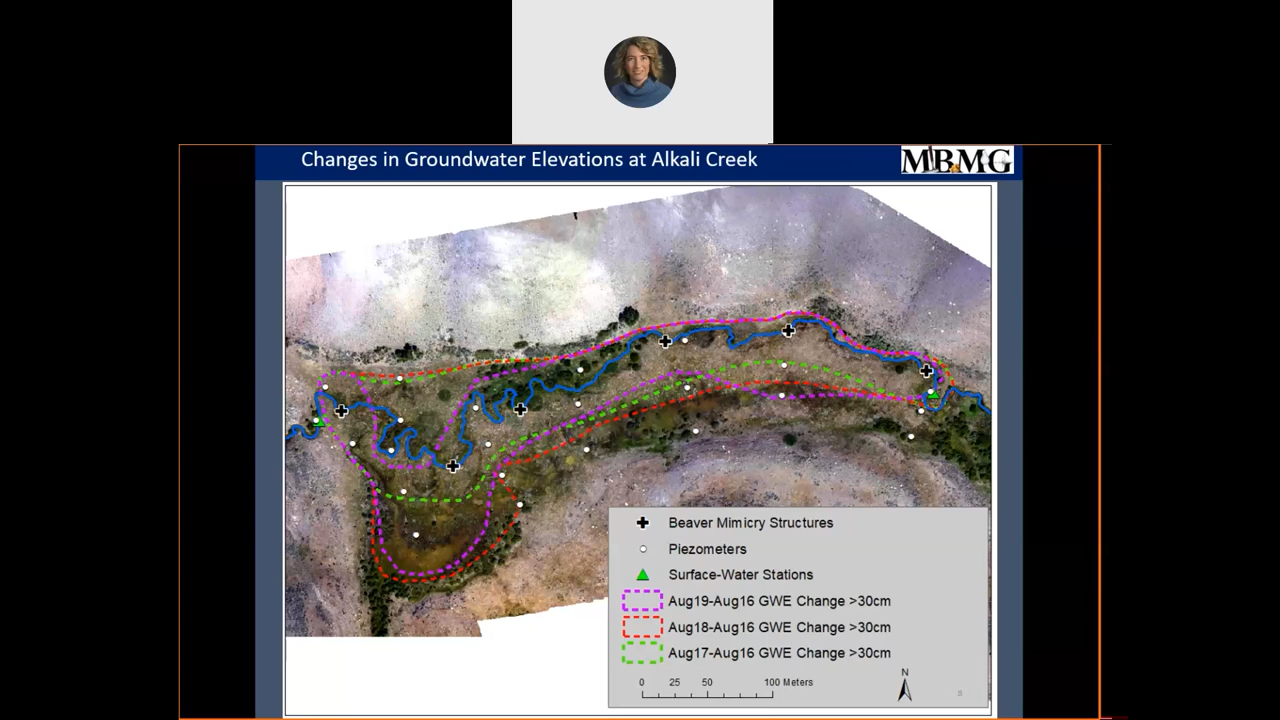 Changes in Groundwater Elevations at Alkali Creek
MBMG
Beaver Mimicry Structures
Piezometers
Surface-Water Stations
Aug19-Aug16 GWE Change >30cm
Aug18-Aug16 GWE Change >30cm
Aug17-Aug16 GWE Change >30cm
N
0 25 50 100 Meters
8